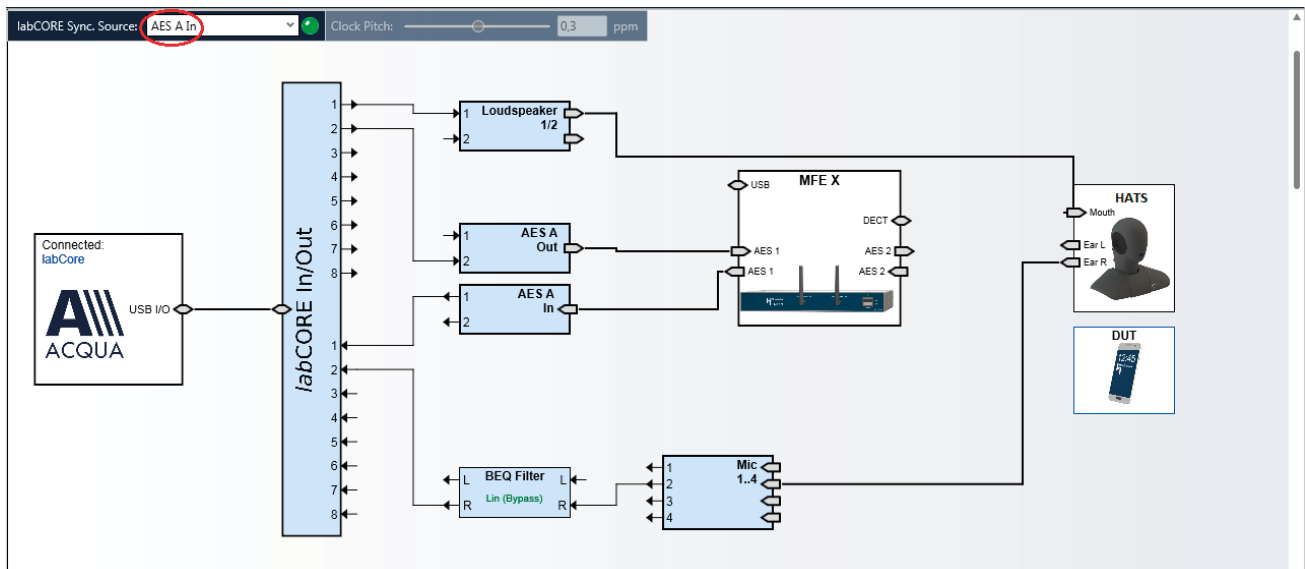 labCORE Sync. Source: AES A In Clock Pitch: 0,3 ppm
Connected:
labCore
USB I/O
ACQUA
labCORE In/Out
1
2
3
4
5
6
7
8
1
2
3
4
5
6
7
8
Loudspeaker
1/2
1
2
AES A
Out
1
2
AES A
In
1
2
MFE X
USB
DECT
AES 1
AES 2
AES 1
AES 2
HATS
Mouth
Ear L
Ear R
DUT
12:45
BEQ Filter
L
L
Lin (Bypass)
R
R
Mic
1..4
1
2
3
4